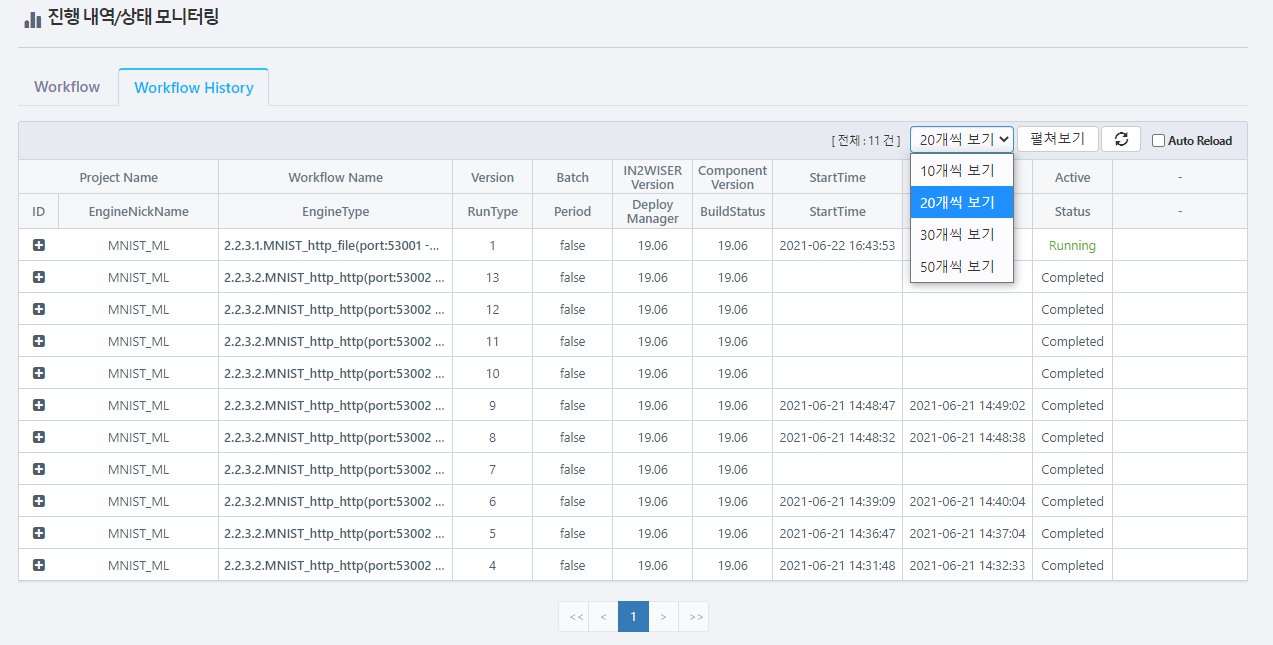 진행 내역/상태 모니터링
Workflow
Workflow History
[ 전체 : 11 건 ] 20개씩 보기 펼쳐보기 Auto Reload
10개씩 보기
20개씩 보기
30개씩 보기
50개씩 보기
Project Name Workflow Name Version Batch IN2WISER Version Component Version StartTime Active -
ID EngineNickName EngineType RunType Period Deploy Manager BuildStatus StartTime Status -
MNIST_ML 2.2.3.1.MNIST_http_file(port:53001 -... 1 false 19.06 19.06 2021-06-22 16:43:53 Running
MNIST_ML 2.2.3.2.MNIST_http_http(port:53002 ... 13 false 19.06 19.06 Completed
MNIST_ML 2.2.3.2.MNIST_http_http(port:53002 ... 12 false 19.06 19.06 Completed
MNIST_ML 2.2.3.2.MNIST_http_http(port:53002 ... 11 false 19.06 19.06 Completed
MNIST_ML 2.2.3.2.MNIST_http_http(port:53002 ... 10 false 19.06 19.06 Completed
MNIST_ML 2.2.3.2.MNIST_http_http(port:53002 ... 9 false 19.06 19.06 2021-06-21 14:48:47 2021-06-21 14:49:02 Completed
MNIST_ML 2.2.3.2.MNIST_http_http(port:53002 ... 8 false 19.06 19.06 2021-06-21 14:48:32 2021-06-21 14:48:38 Completed
MNIST_ML 2.2.3.2.MNIST_http_http(port:53002 ... 7 false 19.06 19.06 Completed
MNIST_ML 2.2.3.2.MNIST_http_http(port:53002 ... 6 false 19.06 19.06 2021-06-21 14:39:09 2021-06-21 14:40:04 Completed
MNIST_ML 2.2.3.2.MNIST_http_http(port:53002 ... 5 false 19.06 19.06 2021-06-21 14:36:47 2021-06-21 14:37:04 Completed
MNIST_ML 2.2.3.2.MNIST_http_http(port:53002 ... 4 false 19.06 19.06 2021-06-21 14:31:48 2021-06-21 14:32:33 Completed
<< < 1 > >>